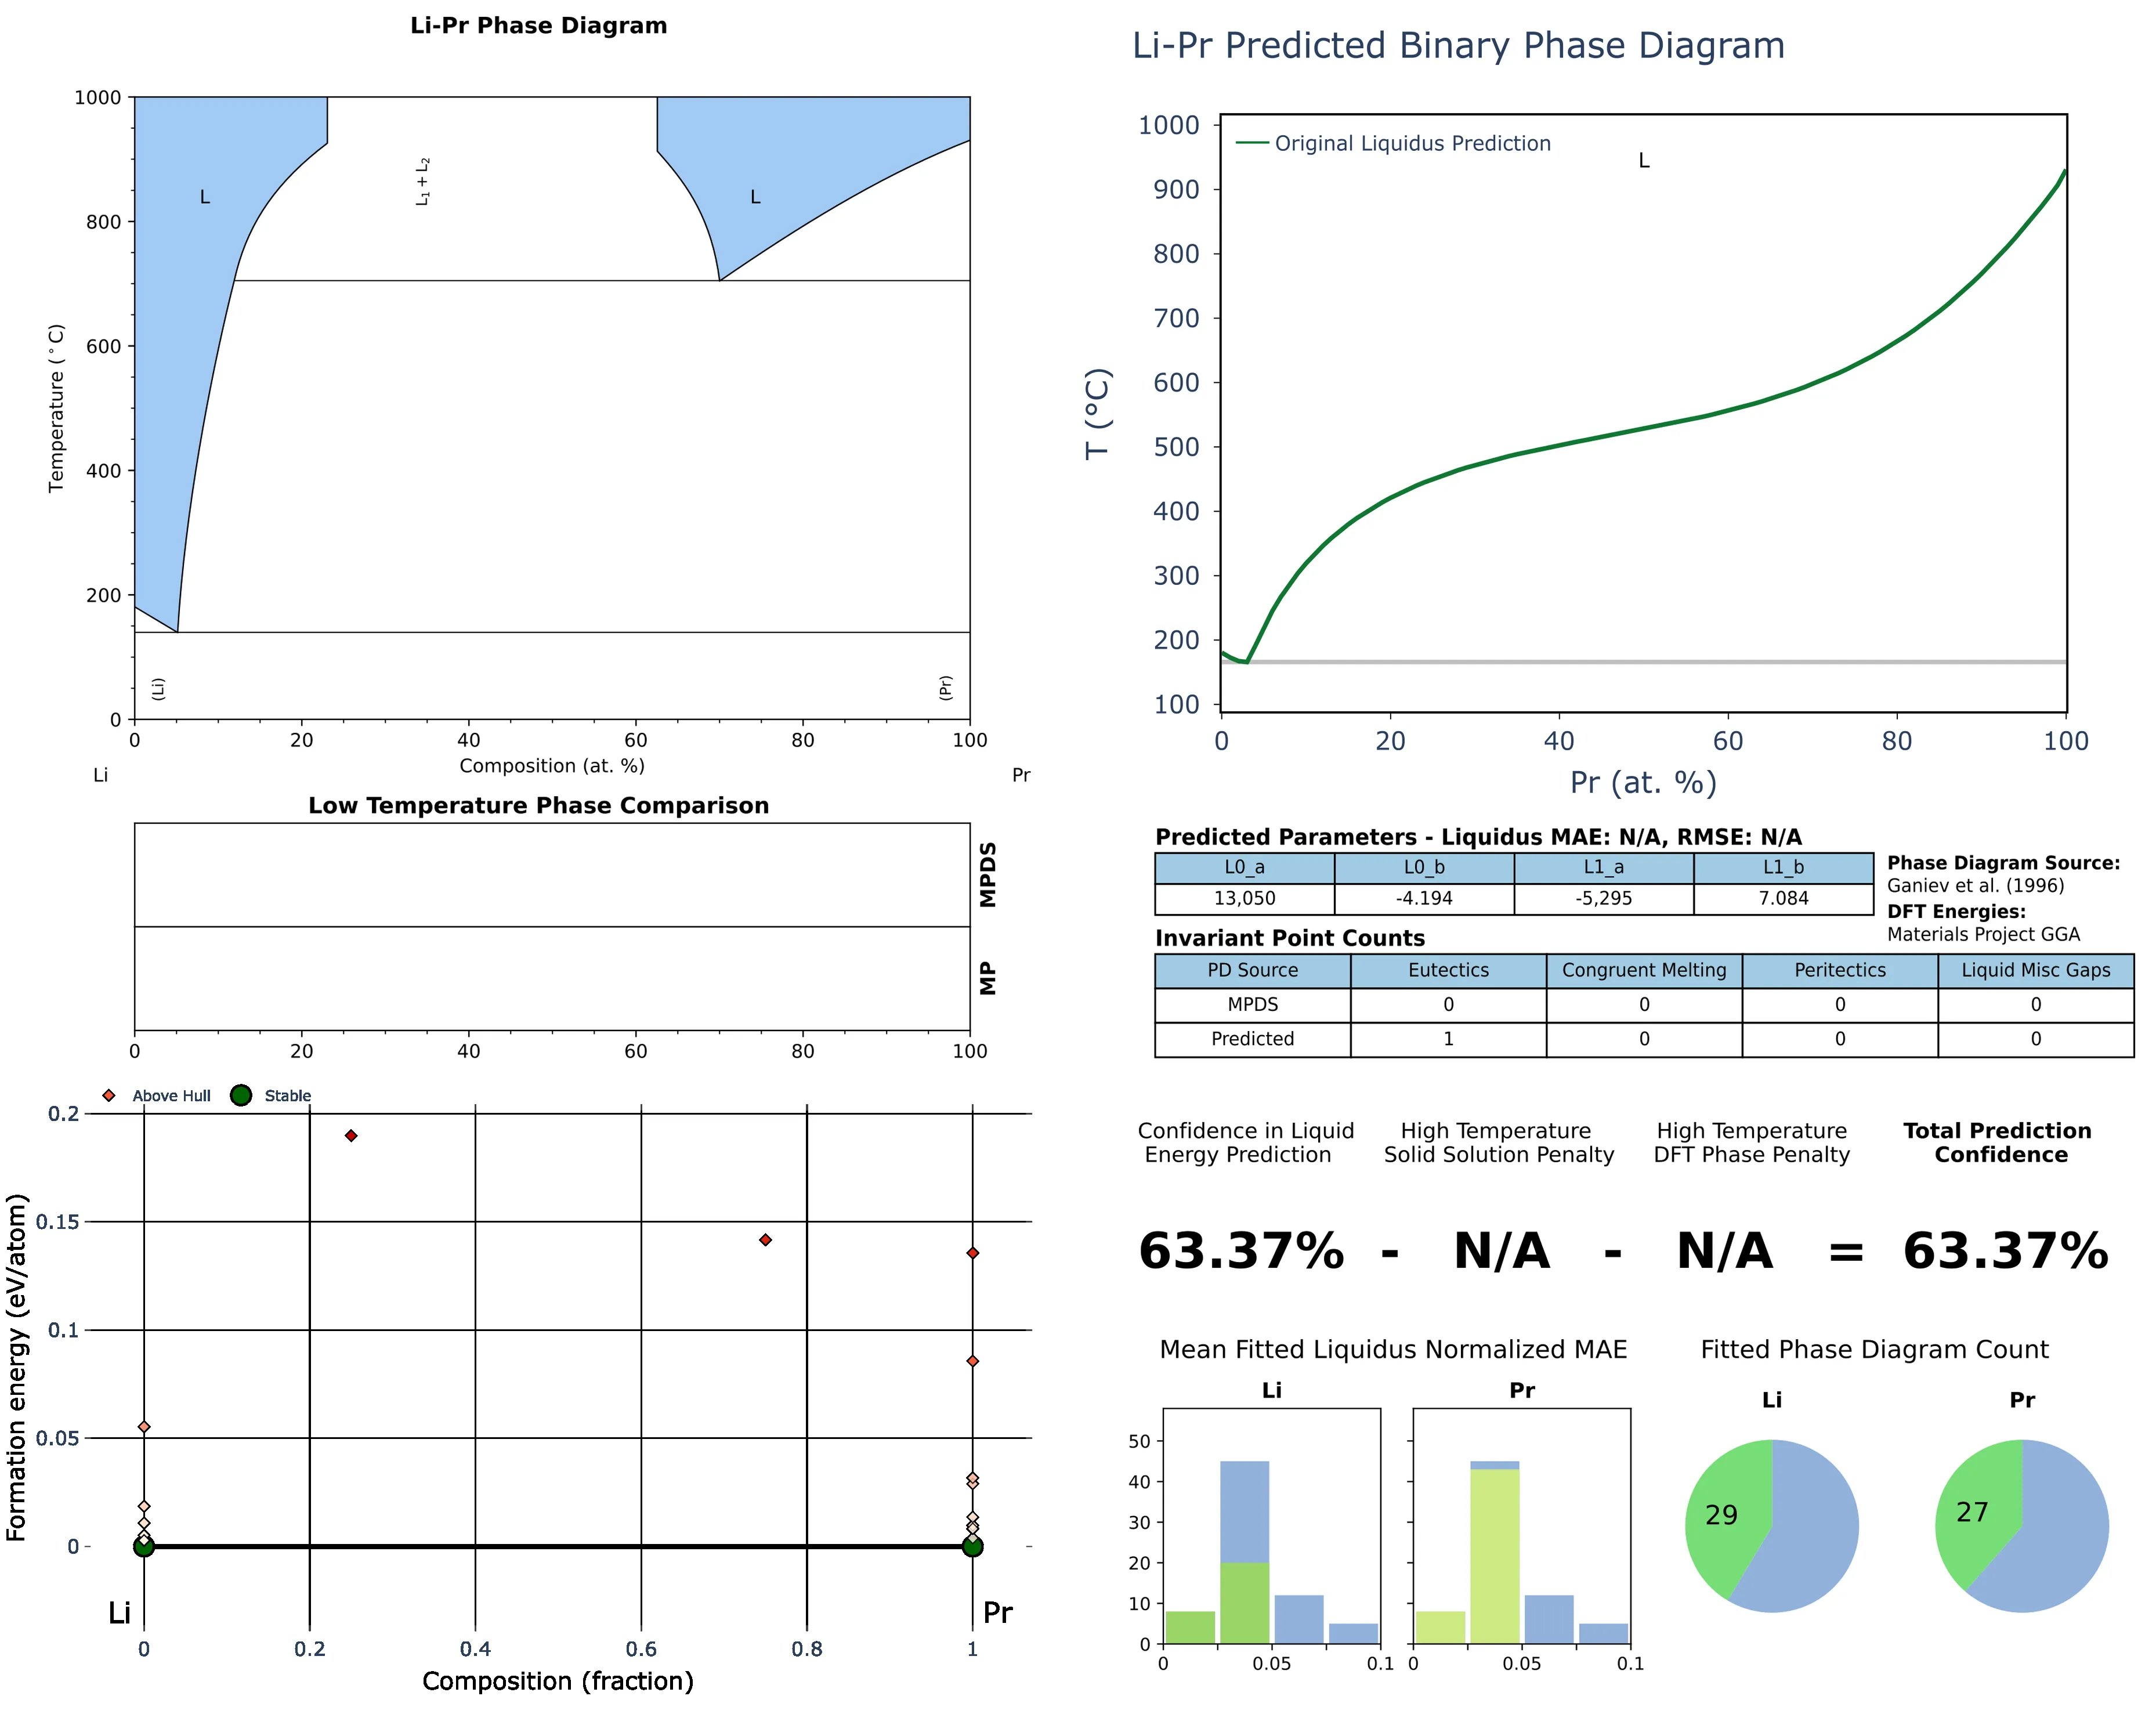 Li-Pr Phase Diagram
1000
800
600
400
200
0
Temperature (°C)
L
L₁ + L₂
L
(Li)
(Pr)
0 20 40 60 80 100
Composition (at. %)
Li
Pr
Low Temperature Phase Comparison
MPDS
MP
0 20 40 60 80 100
Above Hull
Stable
0.2
0.15
0.1
0.05
0
Formation energy (eV/atom)
Li
Pr
0 0.2 0.4 0.6 0.8 1
Composition (fraction)
Li-Pr Predicted Binary Phase Diagram
Original Liquidus Prediction
L
1000
900
800
700
600
500
400
300
200
100
T (°C)
0 20 40 60 80 100
Pr (at. %)
Predicted Parameters - Liquidus MAE: N/A, RMSE: N/A
L0_a L0_b L1_a L1_b
13,050 -4.194 -5,295 7.084
Phase Diagram Source:
Ganiev et al. (1996)
DFT Energies:
Materials Project GGA
Invariant Point Counts
PD Source Eutectics Congruent Melting Peritectics Liquid Misc Gaps
MPDS 0 0 0 0
Predicted 1 0 0 0
Confidence in Liquid
Energy Prediction
High Temperature
Solid Solution Penalty
High Temperature
DFT Phase Penalty
Total Prediction
Confidence
63.37% - N/A - N/A = 63.37%
Mean Fitted Liquidus Normalized MAE
Li
Pr
50
40
30
20
10
0
0 0.05 0.1
0 0.05 0.1
Fitted Phase Diagram Count
Li
Pr
29
27